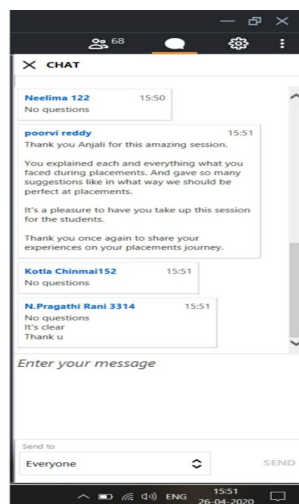 68
CHAT
Neelima 122 15:50
No questions
poorvi reddy 15:51
Thank you Anjali for this amazing session.
You explained each and everything what you
faced during placements. And gave so many
suggestions like in what way we should be
perfect at placements.
It's a pleasure to have you take up this session
for the students.
Thank you once again to share your
experiences on your placements journey.
Kotla Chinmai152 15:51
No questions
N.Pragathi Rani 3314 15:51
No questions
It's clear
Thank u
Enter your message
Send to
Everyone SEND
ENG 15:51
26-04-2020